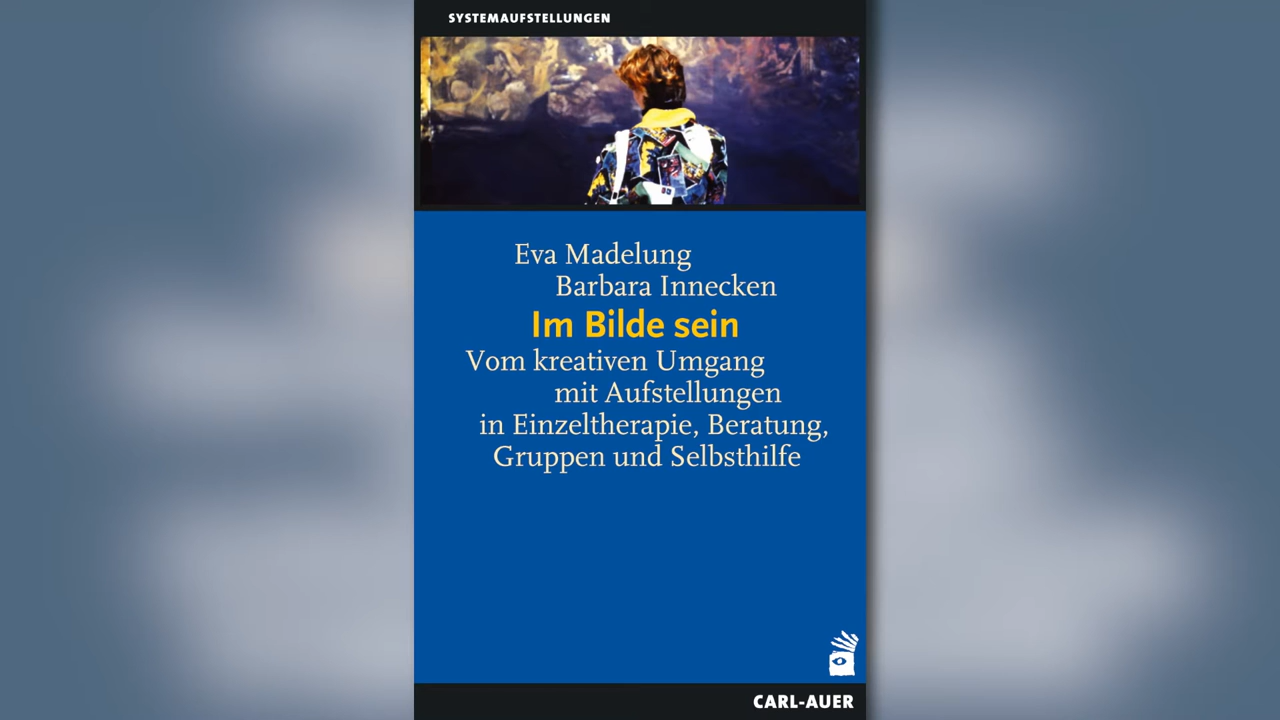 SYSTEMAUFSTELLUNGEN
Eva Madelung
Barbara Innecken
Im Bilde sein
Vom kreativen Umgang
mit Aufstellungen
in Einzeltherapie, Beratung,
Gruppen und Selbsthilfe
CARL-AUER